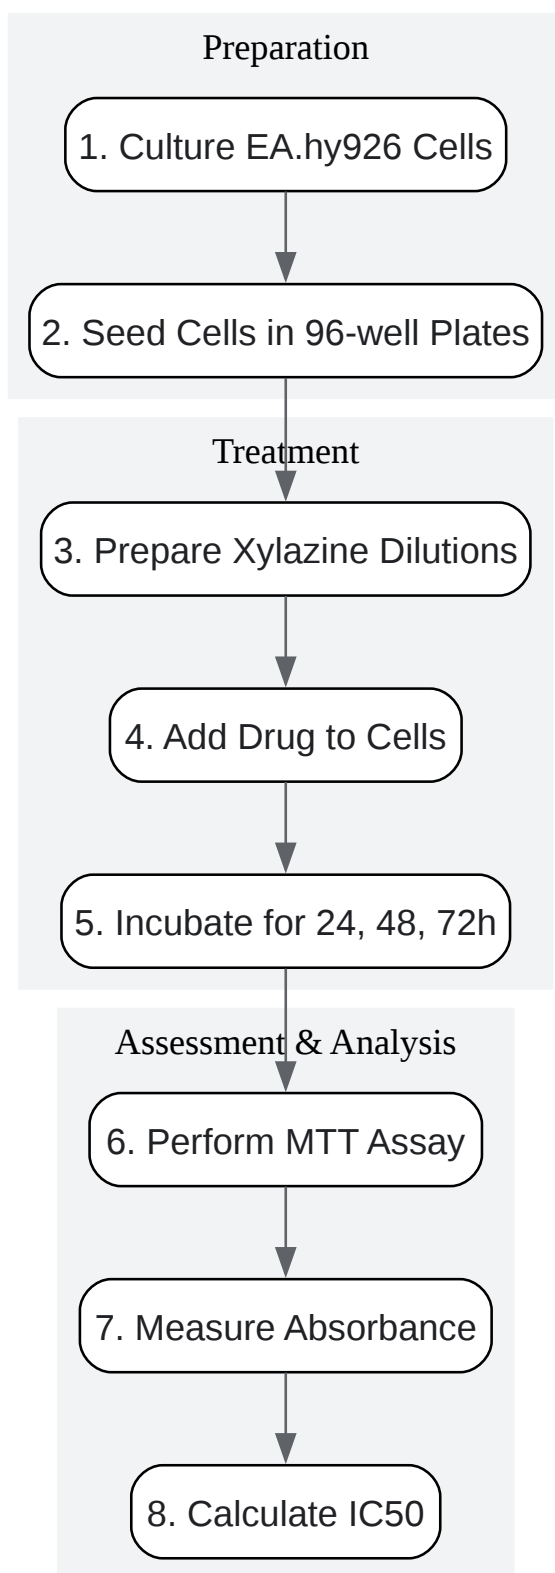 Preparation
1. Culture EA.hy926 Cells
2. Seed Cells in 96-well Plates
Treatment
3. Prepare Xylazine Dilutions
4. Add Drug to Cells
5. Incubate for 24, 48, 72h
Assessment & Analysis
6. Perform MTT Assay
7. Measure Absorbance
8. Calculate IC50